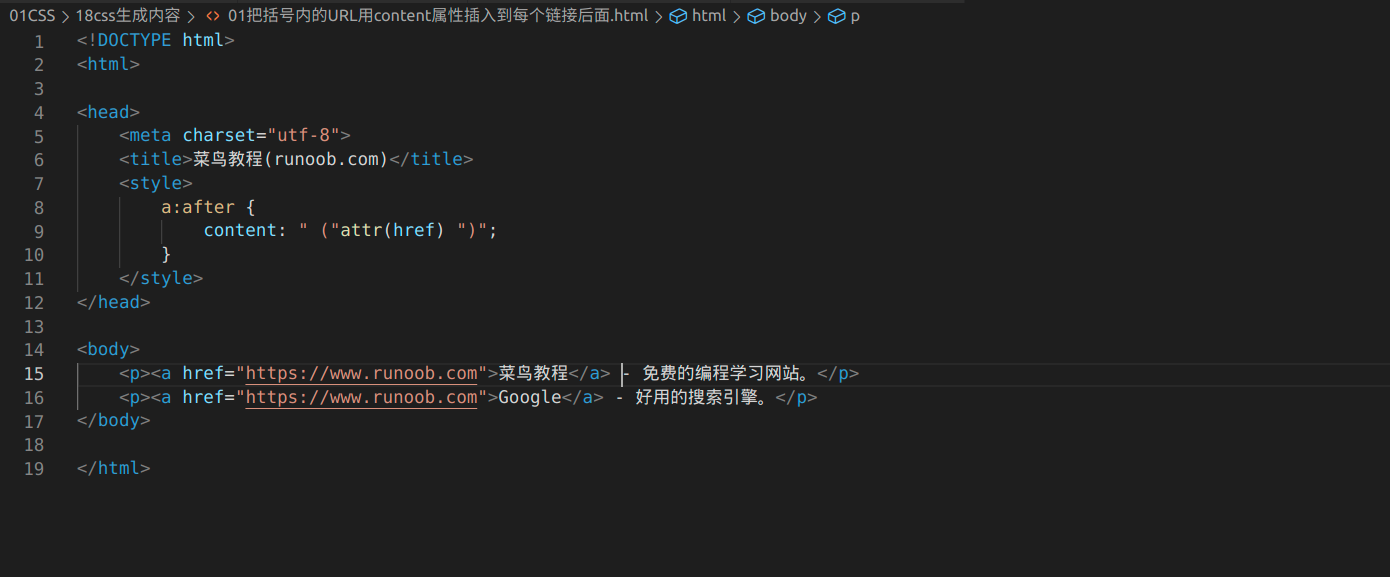 01CSS > 18css生成内容 > <> 01把括号内的URL用content属性插入到每个链接后面.html > html > body > p
1 <!DOCTYPE html>
2 <html>
3
4 <head>
5     <meta charset="utf-8">
6     <title>菜鸟教程(runoob.com)</title>
7     <style>
8         a:after {
9             content: " ("attr(href) ")";
10         }
11     </style>
12 </head>
13
14 <body>
15     <p><a href="https://www.runoob.com">菜鸟教程</a> - 免费的编程学习网站。</p>
16     <p><a href="https://www.runoob.com">Google</a> - 好用的搜索引擎。</p>
17 </body>
18
19 </html>